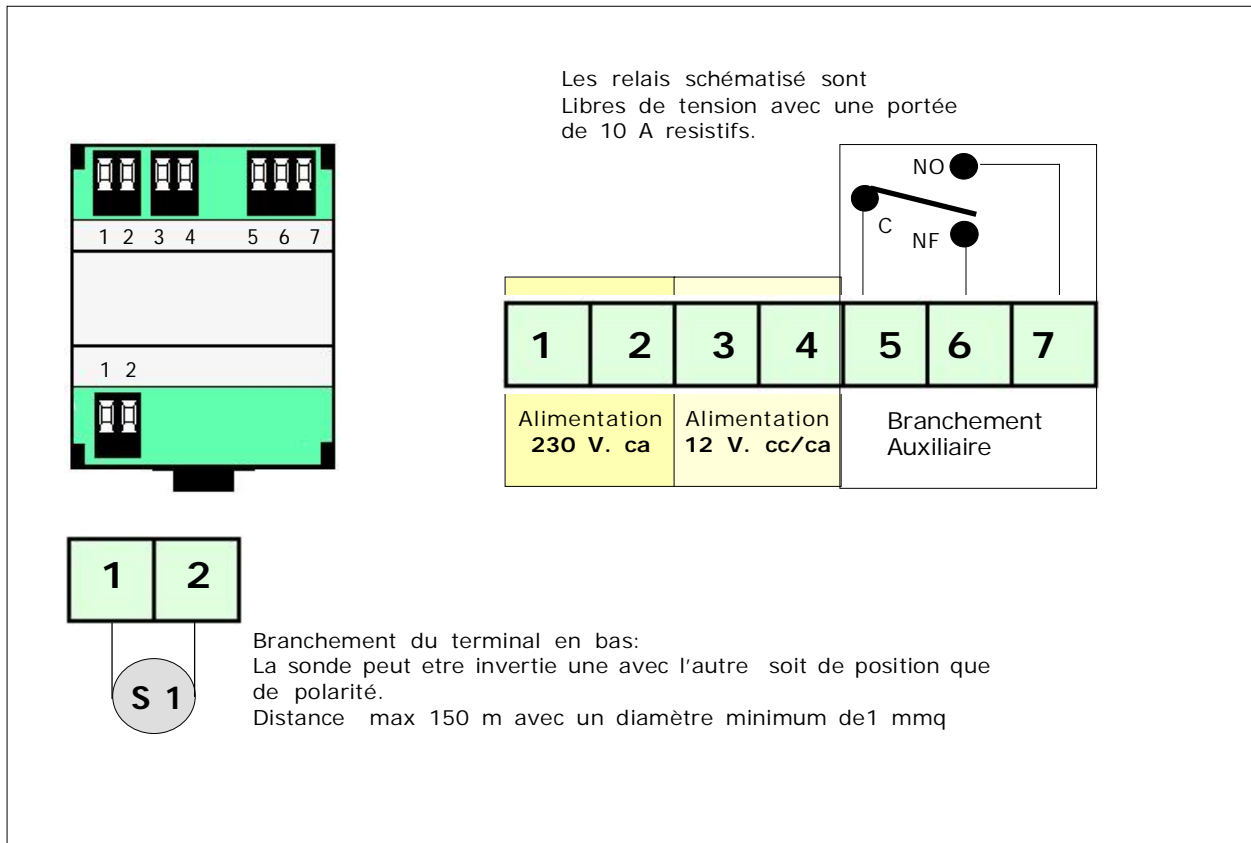 Les relais schématisé sont
Libres de tension avec une portée
de 10 A resistifs.
1 2 3 4 5 6 7
1 2
NO
C
NF
1 2 3 4 5 6 7
Alimentation
230 V. ca
Alimentation
12 V. cc/ca
Branchement
Auxiliaire
1 2
S 1
Branchement du terminal en bas:
La sonde peut etre invertie une avec l'autre soit de position que
de polarité.
Distance max 150 m avec un diamètre minimum de1 mmq